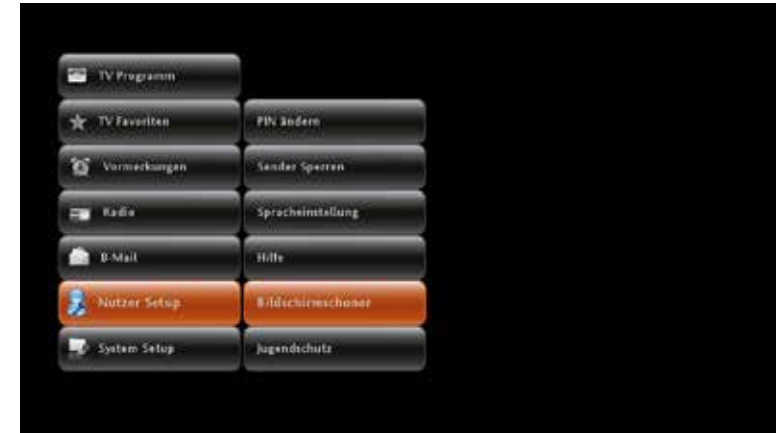 TV Programm
TV Favoriten
PIN ändern
Vormerkungen
Sender Sperren
Radio
Spracheinstellung
B-Mail
Hilfe
Nutzer Setup
Bildschirmschoner
System Setup
Jugendschutz